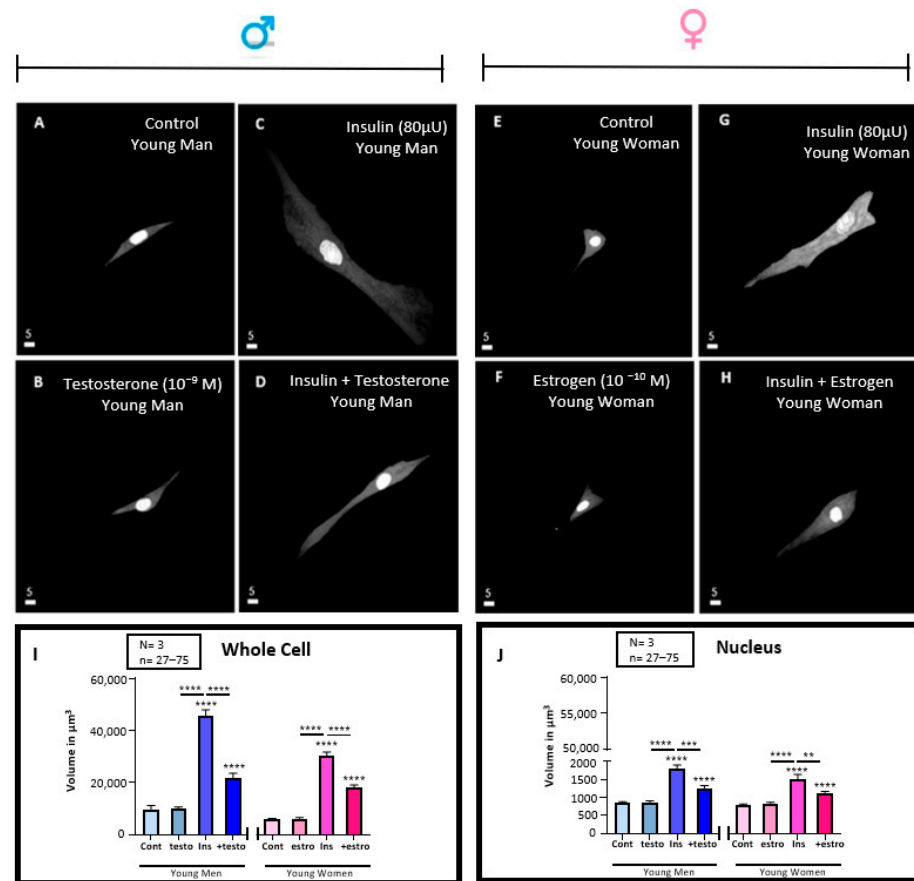 A
Control
Young Man
5
C
Insulin (80µU)
Young Man
5
E
Control
Young Woman
5
G
Insulin (80µU)
Young Woman
5
B
Testosterone (10⁻⁹ M)
Young Man
5
D
Insulin + Testosterone
Young Man
5
F
Estrogen (10 ⁻¹⁰ M)
Young Woman
5
H
Insulin + Estrogen
Young Woman
5
I
N= 3
n= 27–75
Whole Cell
Volume in µm³
60,000
40,000
20,000
0
**** ****
****
****
**** ****
****
****
Cont testo Ins +testo Cont estro Ins +estro
Young Men Young Women
J
N= 3
n= 27–75
Nucleus
Volume in µm³
60,000
55,000
50,000
2000
1500
1000
500
0
**** ***
****
****
**** **
****
****
Cont testo Ins +testo Cont estro Ins +estro
Young Men Young Women